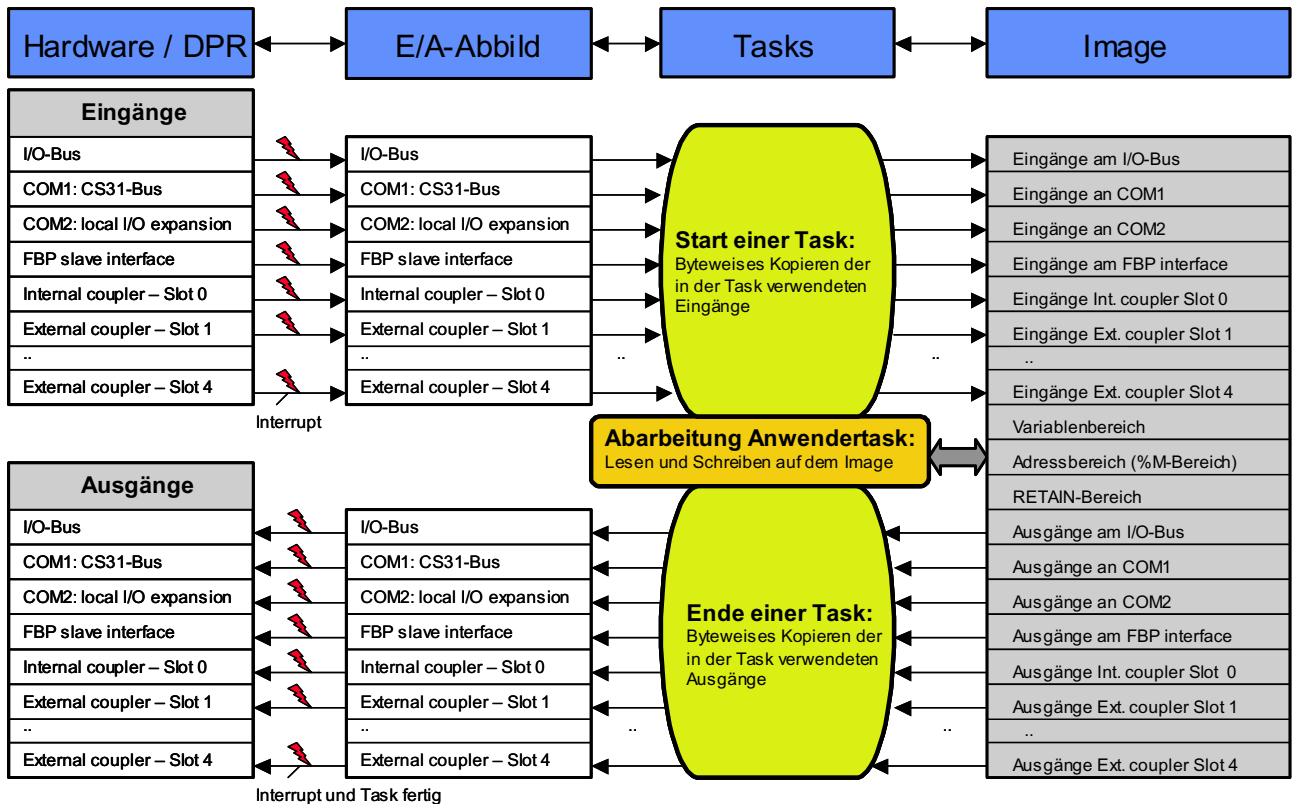 Hardware / DPR
E/A-Abbild
Tasks
Image
Eingänge
I/O-Bus
COM1: CS31-Bus
COM2: local I/O expansion
FBP slave interface
Internal coupler – Slot 0
External coupler – Slot 1
..
External coupler – Slot 4
Interrupt
I/O-Bus
COM1: CS31-Bus
COM2: local I/O expansion
FBP slave interface
Internal coupler – Slot 0
External coupler – Slot 1
..
External coupler – Slot 4
..
Start einer Task:
Byteweises Kopieren der
in der Task verwendeten
Eingänge
..
Abarbeitung Anwendertask:
Lesen und Schreiben auf dem Image
Eingänge am I/O-Bus
Eingänge an COM1
Eingänge an COM2
Eingänge am FBP interface
Eingänge Int. coupler Slot 0
Eingänge Ext. coupler Slot 1
..
Eingänge Ext. coupler Slot 4
Variablenbereich
Adressbereich (%M-Bereich)
RETAIN-Bereich
Ausgänge am I/O-Bus
Ausgänge an COM1
Ausgänge an COM2
Ausgänge am FBP interface
Ausgänge Int. coupler Slot 0
Ausgänge Ext. coupler Slot 1
..
Ausgänge Ext. coupler Slot 4
Ausgänge
I/O-Bus
COM1: CS31-Bus
COM2: local I/O expansion
FBP slave interface
Internal coupler – Slot 0
External coupler – Slot 1
..
External coupler – Slot 4
Interrupt und Task fertig
I/O-Bus
COM1: CS31-Bus
COM2: local I/O expansion
FBP slave interface
Internal coupler – Slot 0
External coupler – Slot 1
..
External coupler – Slot 4
..
Ende einer Task:
Byteweises Kopieren der
in der Task verwendeten
Ausgänge
..